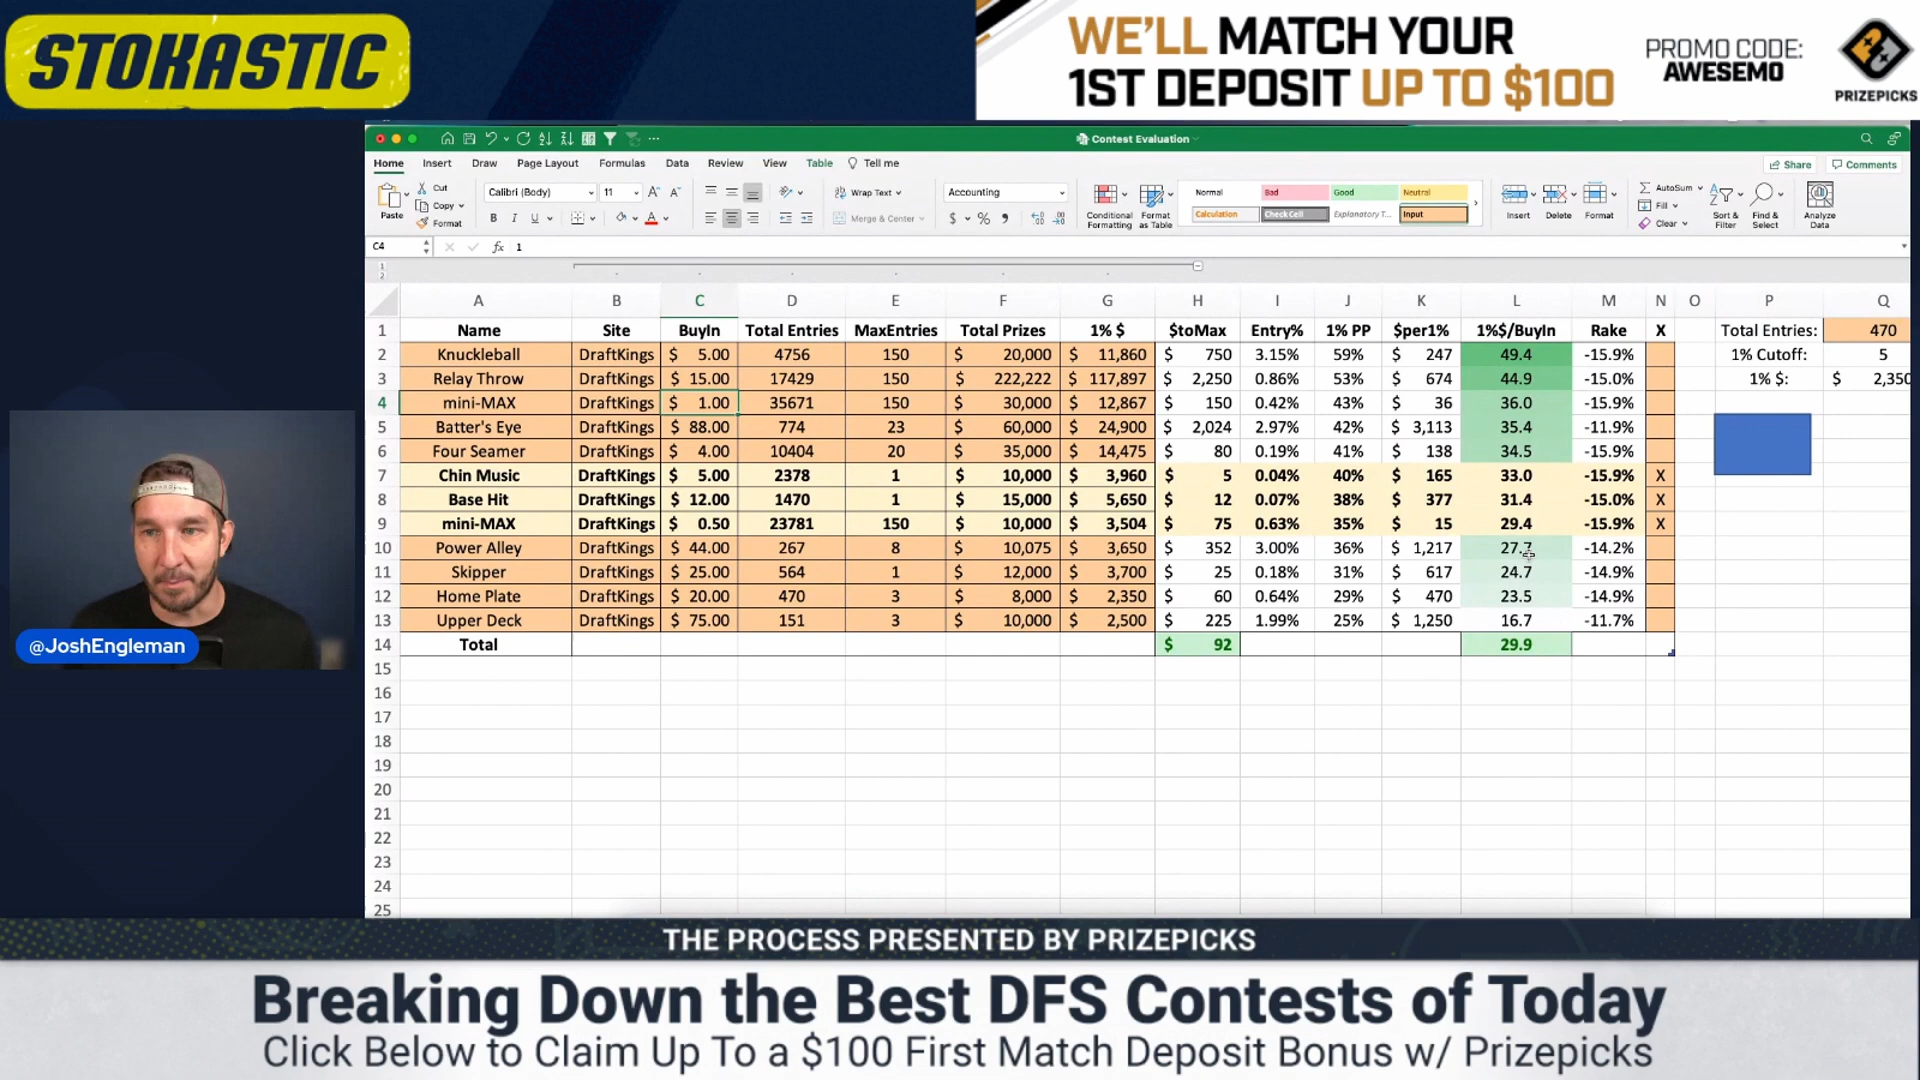 STOKASTIC
WE'LL MATCH YOUR
1ST DEPOSIT UP TO $100
PROMO CODE:
AWESEMO
PRIZEPICKS
Contest Evaluation
Home Insert Draw Page Layout Formulas Data Review View Table Tell me Share Comments
Paste Cut Copy Format
Calibri (Body) 11
B I U
Wrap Text
Merge & Center
Accounting
$ % ,
Conditional Formatting
Format as Table
Normal Bad Good Neutral
Calculation Check Cell Explanatory T... Input
Insert Delete Format
AutoSum
Fill
Clear
Sort & Filter
Find & Select
Analyze Data
C4 fx 1
1
2
A B C D E F G H I J K L M N O P Q
1 Name Site BuyIn Total Entries MaxEntries Total Prizes 1% $ $toMax Entry% 1% PP $per1% 1%$/BuyIn Rake X Total Entries: 470
2 Knuckleball DraftKings $ 5.00 4756 150 $ 20,000 $ 11,860 $ 750 3.15% 59% $ 247 49.4 -15.9% 1% Cutoff: 5
3 Relay Throw DraftKings $ 15.00 17429 150 $ 222,222 $ 117,897 $ 2,250 0.86% 53% $ 674 44.9 -15.0% 1% $: $ 2,350
4 mini-MAX DraftKings $ 1.00 35671 150 $ 30,000 $ 12,867 $ 150 0.42% 43% $ 36 36.0 -15.9%
5 Batter's Eye DraftKings $ 88.00 774 23 $ 60,000 $ 24,900 $ 2,024 2.97% 42% $ 3,113 35.4 -11.9%
6 Four Seamer DraftKings $ 4.00 10404 20 $ 35,000 $ 14,475 $ 80 0.19% 41% $ 138 34.5 -15.9%
7 Chin Music DraftKings $ 5.00 2378 1 $ 10,000 $ 3,960 $ 5 0.04% 40% $ 165 33.0 -15.9% X
8 Base Hit DraftKings $ 12.00 1470 1 $ 15,000 $ 5,650 $ 12 0.07% 38% $ 377 31.4 -15.0% X
9 mini-MAX DraftKings $ 0.50 23781 150 $ 10,000 $ 3,504 $ 75 0.63% 35% $ 15 29.4 -15.9% X
10 Power Alley DraftKings $ 44.00 267 8 $ 10,075 $ 3,650 $ 352 3.00% 36% $ 1,217 27.7 -14.2%
11 Skipper DraftKings $ 25.00 564 1 $ 12,000 $ 3,700 $ 25 0.18% 31% $ 617 24.7 -14.9%
12 Home Plate DraftKings $ 20.00 470 3 $ 8,000 $ 2,350 $ 60 0.64% 29% $ 470 23.5 -14.9%
13 Upper Deck DraftKings $ 75.00 151 3 $ 10,000 $ 2,500 $ 225 1.99% 25% $ 1,250 16.7 -11.7%
14 Total $ 92 29.9
15
16
17
18
19
20
21
22
23
24
25
@JoshEngleman
THE PROCESS PRESENTED BY PRIZEPICKS
Breaking Down the Best DFS Contests of Today
Click Below to Claim Up To a $100 First Match Deposit Bonus w/ Prizepicks